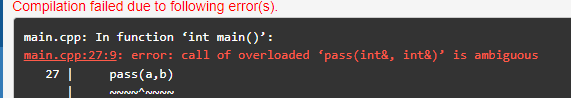 Compilation failed due to following error(s).
main.cpp: In function ‘int main()’:
main.cpp:27:9: error: call of overloaded ‘pass(int&, int&)’ is ambiguous
27 | pass(a,b)
| ~~~~^~~~~